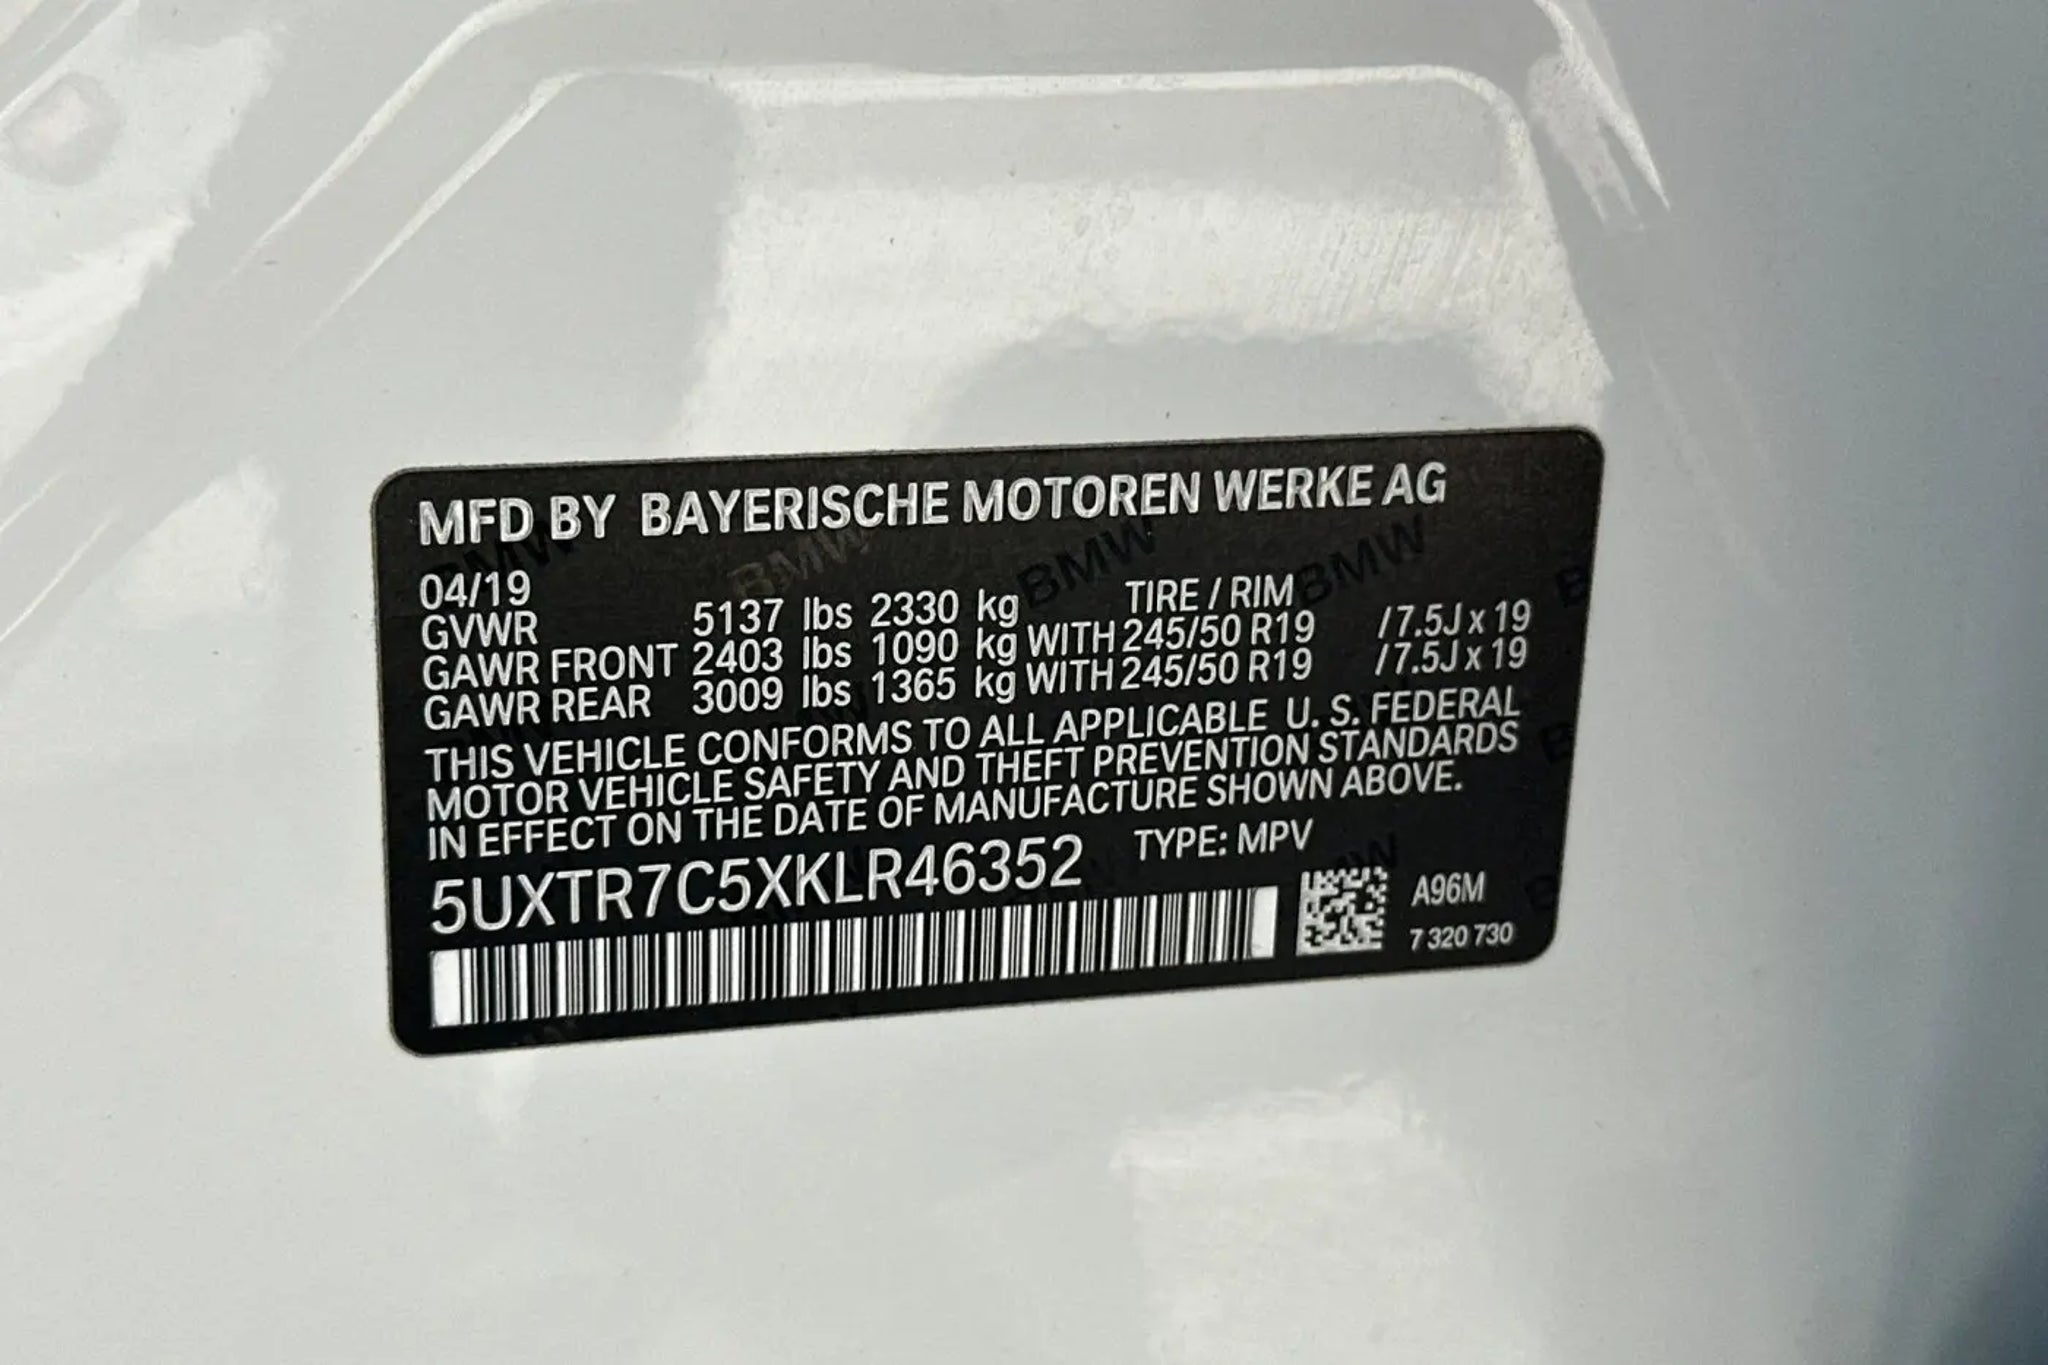 MFD BY BAYERISCHE MOTOREN WERKE AG
04/19 TIRE / RIM
GVWR 5137 lbs 2330 kg
GAWR FRONT 2403 lbs 1090 kg WITH 245/50 R19 / 7.5J x 19
GAWR REAR 3009 lbs 1365 kg WITH 245/50 R19 / 7.5J x 19
THIS VEHICLE CONFORMS TO ALL APPLICABLE U. S. FEDERAL
MOTOR VEHICLE SAFETY AND THEFT PREVENTION STANDARDS
IN EFFECT ON THE DATE OF MANUFACTURE SHOWN ABOVE.
5UXTR7C5XKLR46352 TYPE: MPV
A96M
7 320 730